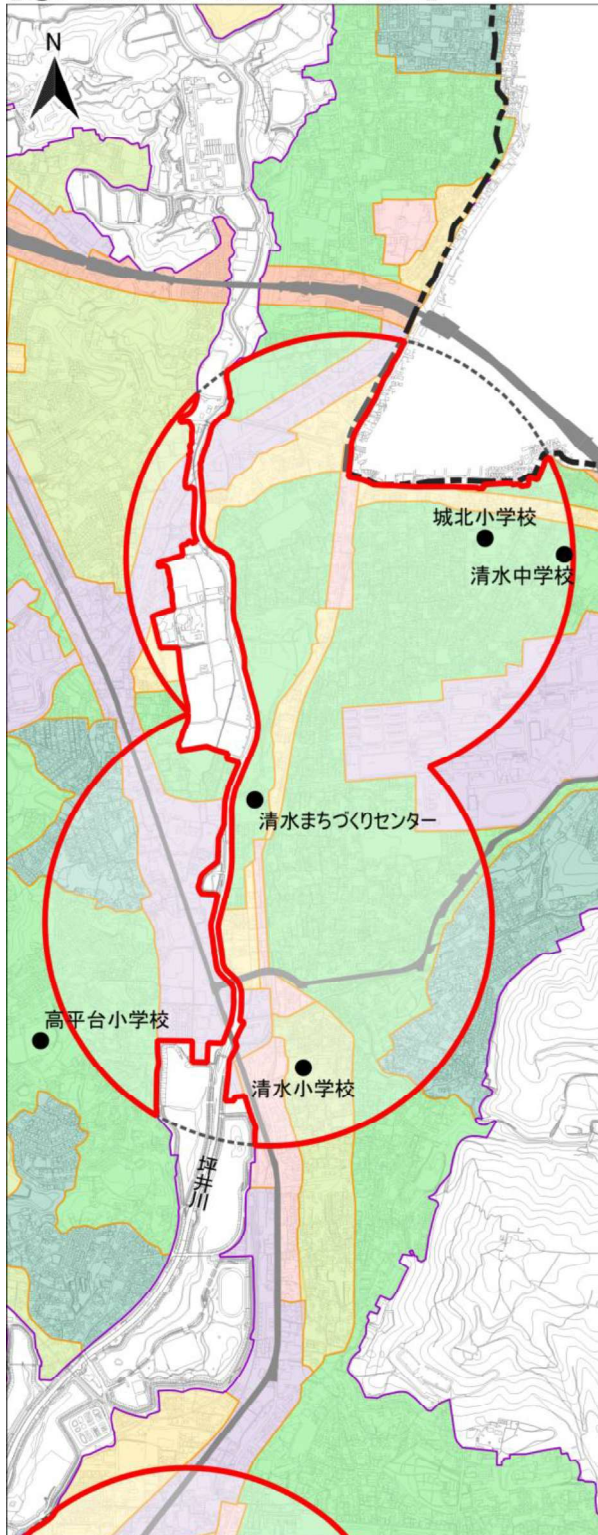 N
城北小学校
清水中学校
清水まちづくりセンター
高平台小学校
清水小学校
坪井川